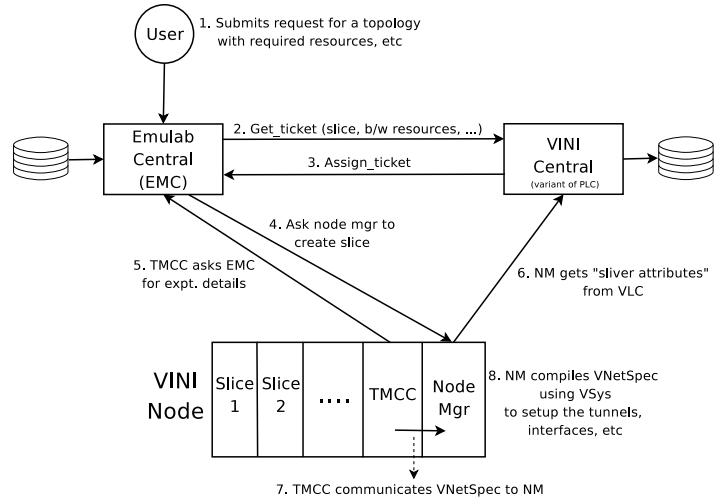 1. Submits request for a topology
with required resources, etc
User
Emulab
Central
(EMC)
2. Get_ticket (slice, b/w resources, ...)
3. Assign_ticket
VINI
Central
(variant of PLC)
4. Ask node mgr to
create slice
5. TMCC asks EMC
for expt. details
6. NM gets "sliver attributes"
from VLC
VINI
Node
Slice
1
Slice
2
....
TMCC
Node
Mgr
8. NM compiles VNetSpec
using VSys
to setup the tunnels,
interfaces, etc
7. TMCC communicates VNetSpec to NM